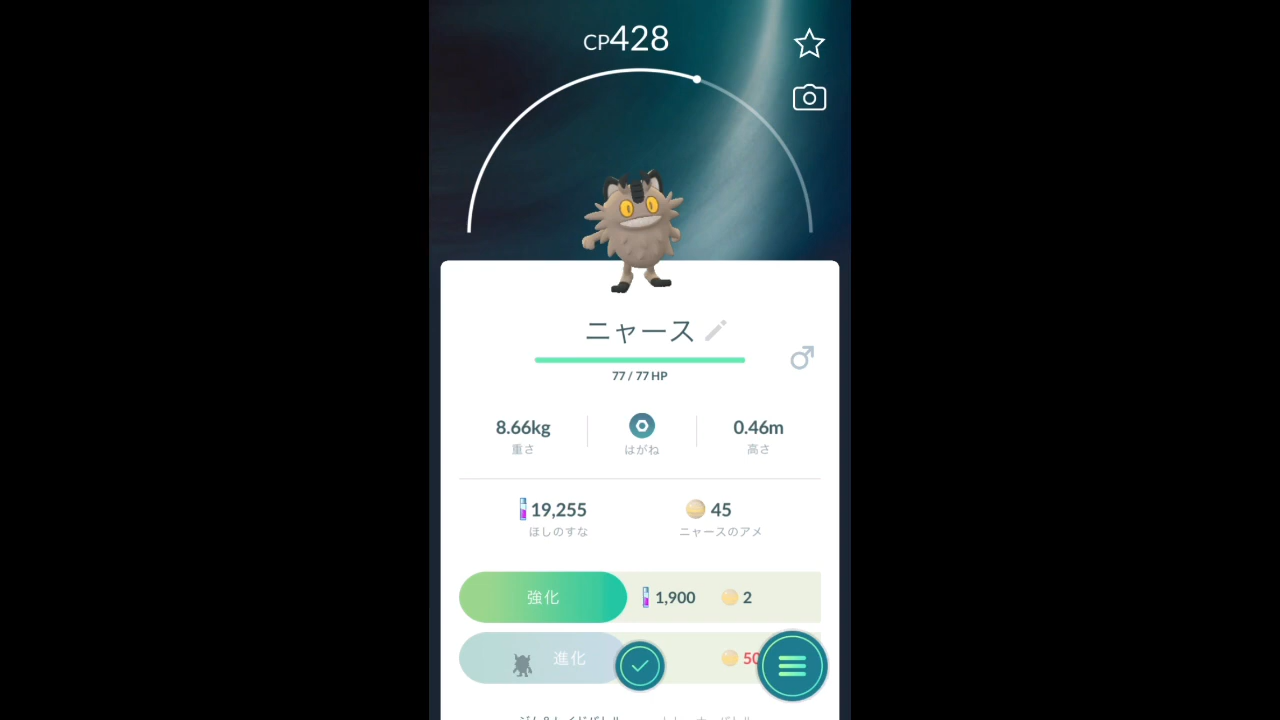 CP428
ニャース
77 / 77 HP
8.66kg
はがね
0.46m
重さ
高さ
19,255
45
ほしのすな
ニャースのアメ
強化
1,900
2
進化
50